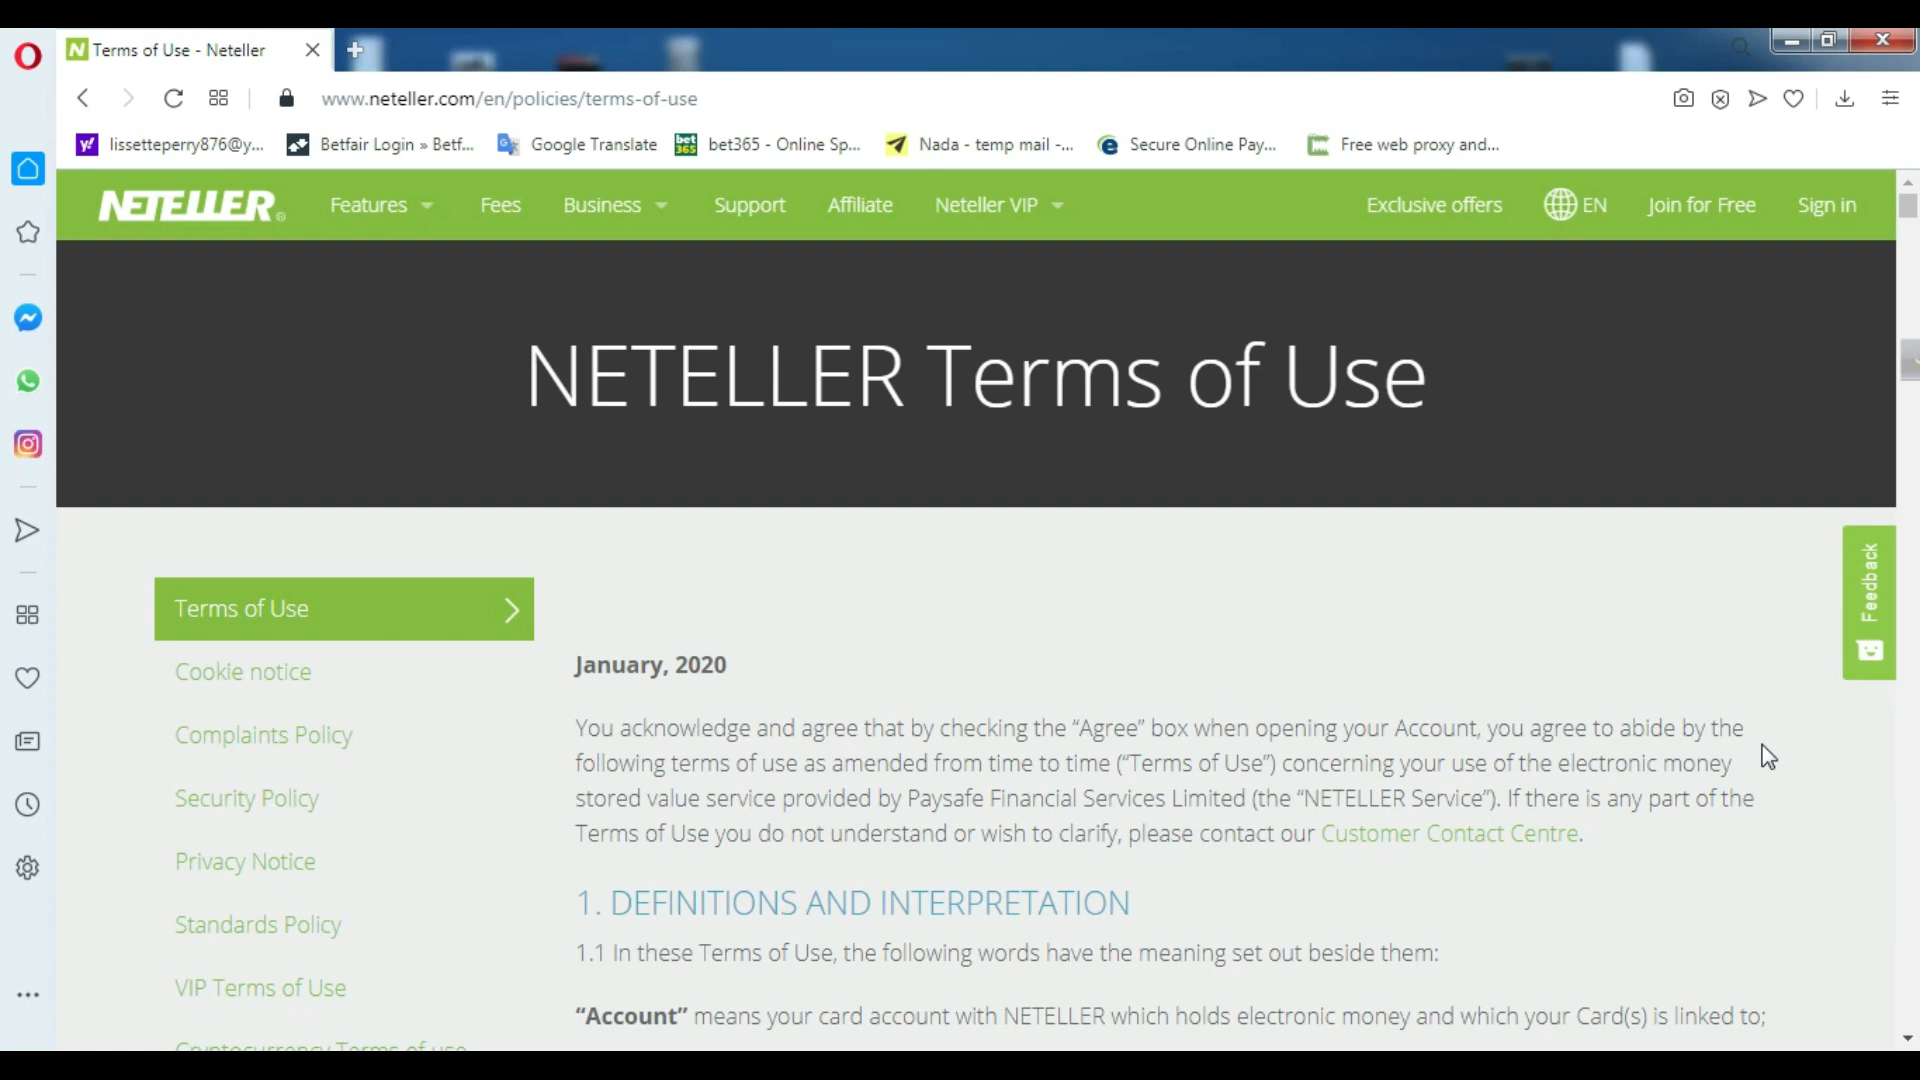 Terms of Use - Neteller
www.neteller.com/en/policies/terms-of-use
lissetteperry876@y... Betfair Login » Betf... Google Translate bet365 - Online Sp... Nada - temp mail -... Secure Online Pay... Free web proxy and...
NETELLER Features Fees Business Support Affiliate Neteller VIP Exclusive offers EN Join for Free Sign in
NETELLER Terms of Use
Feedback
Terms of Use
Cookie notice
Complaints Policy
Security Policy
Privacy Notice
Standards Policy
VIP Terms of Use
Cryptocurrency Terms of use
January, 2020
You acknowledge and agree that by checking the “Agree” box when opening your Account, you agree to abide by the
following terms of use as amended from time to time (“Terms of Use”) concerning your use of the electronic money
stored value service provided by Paysafe Financial Services Limited (the “NETELLER Service”). If there is any part of the
Terms of Use you do not understand or wish to clarify, please contact our Customer Contact Centre.
1. DEFINITIONS AND INTERPRETATION
1.1 In these Terms of Use, the following words have the meaning set out beside them:
“Account” means your card account with NETELLER which holds electronic money and which your Card(s) is linked to;